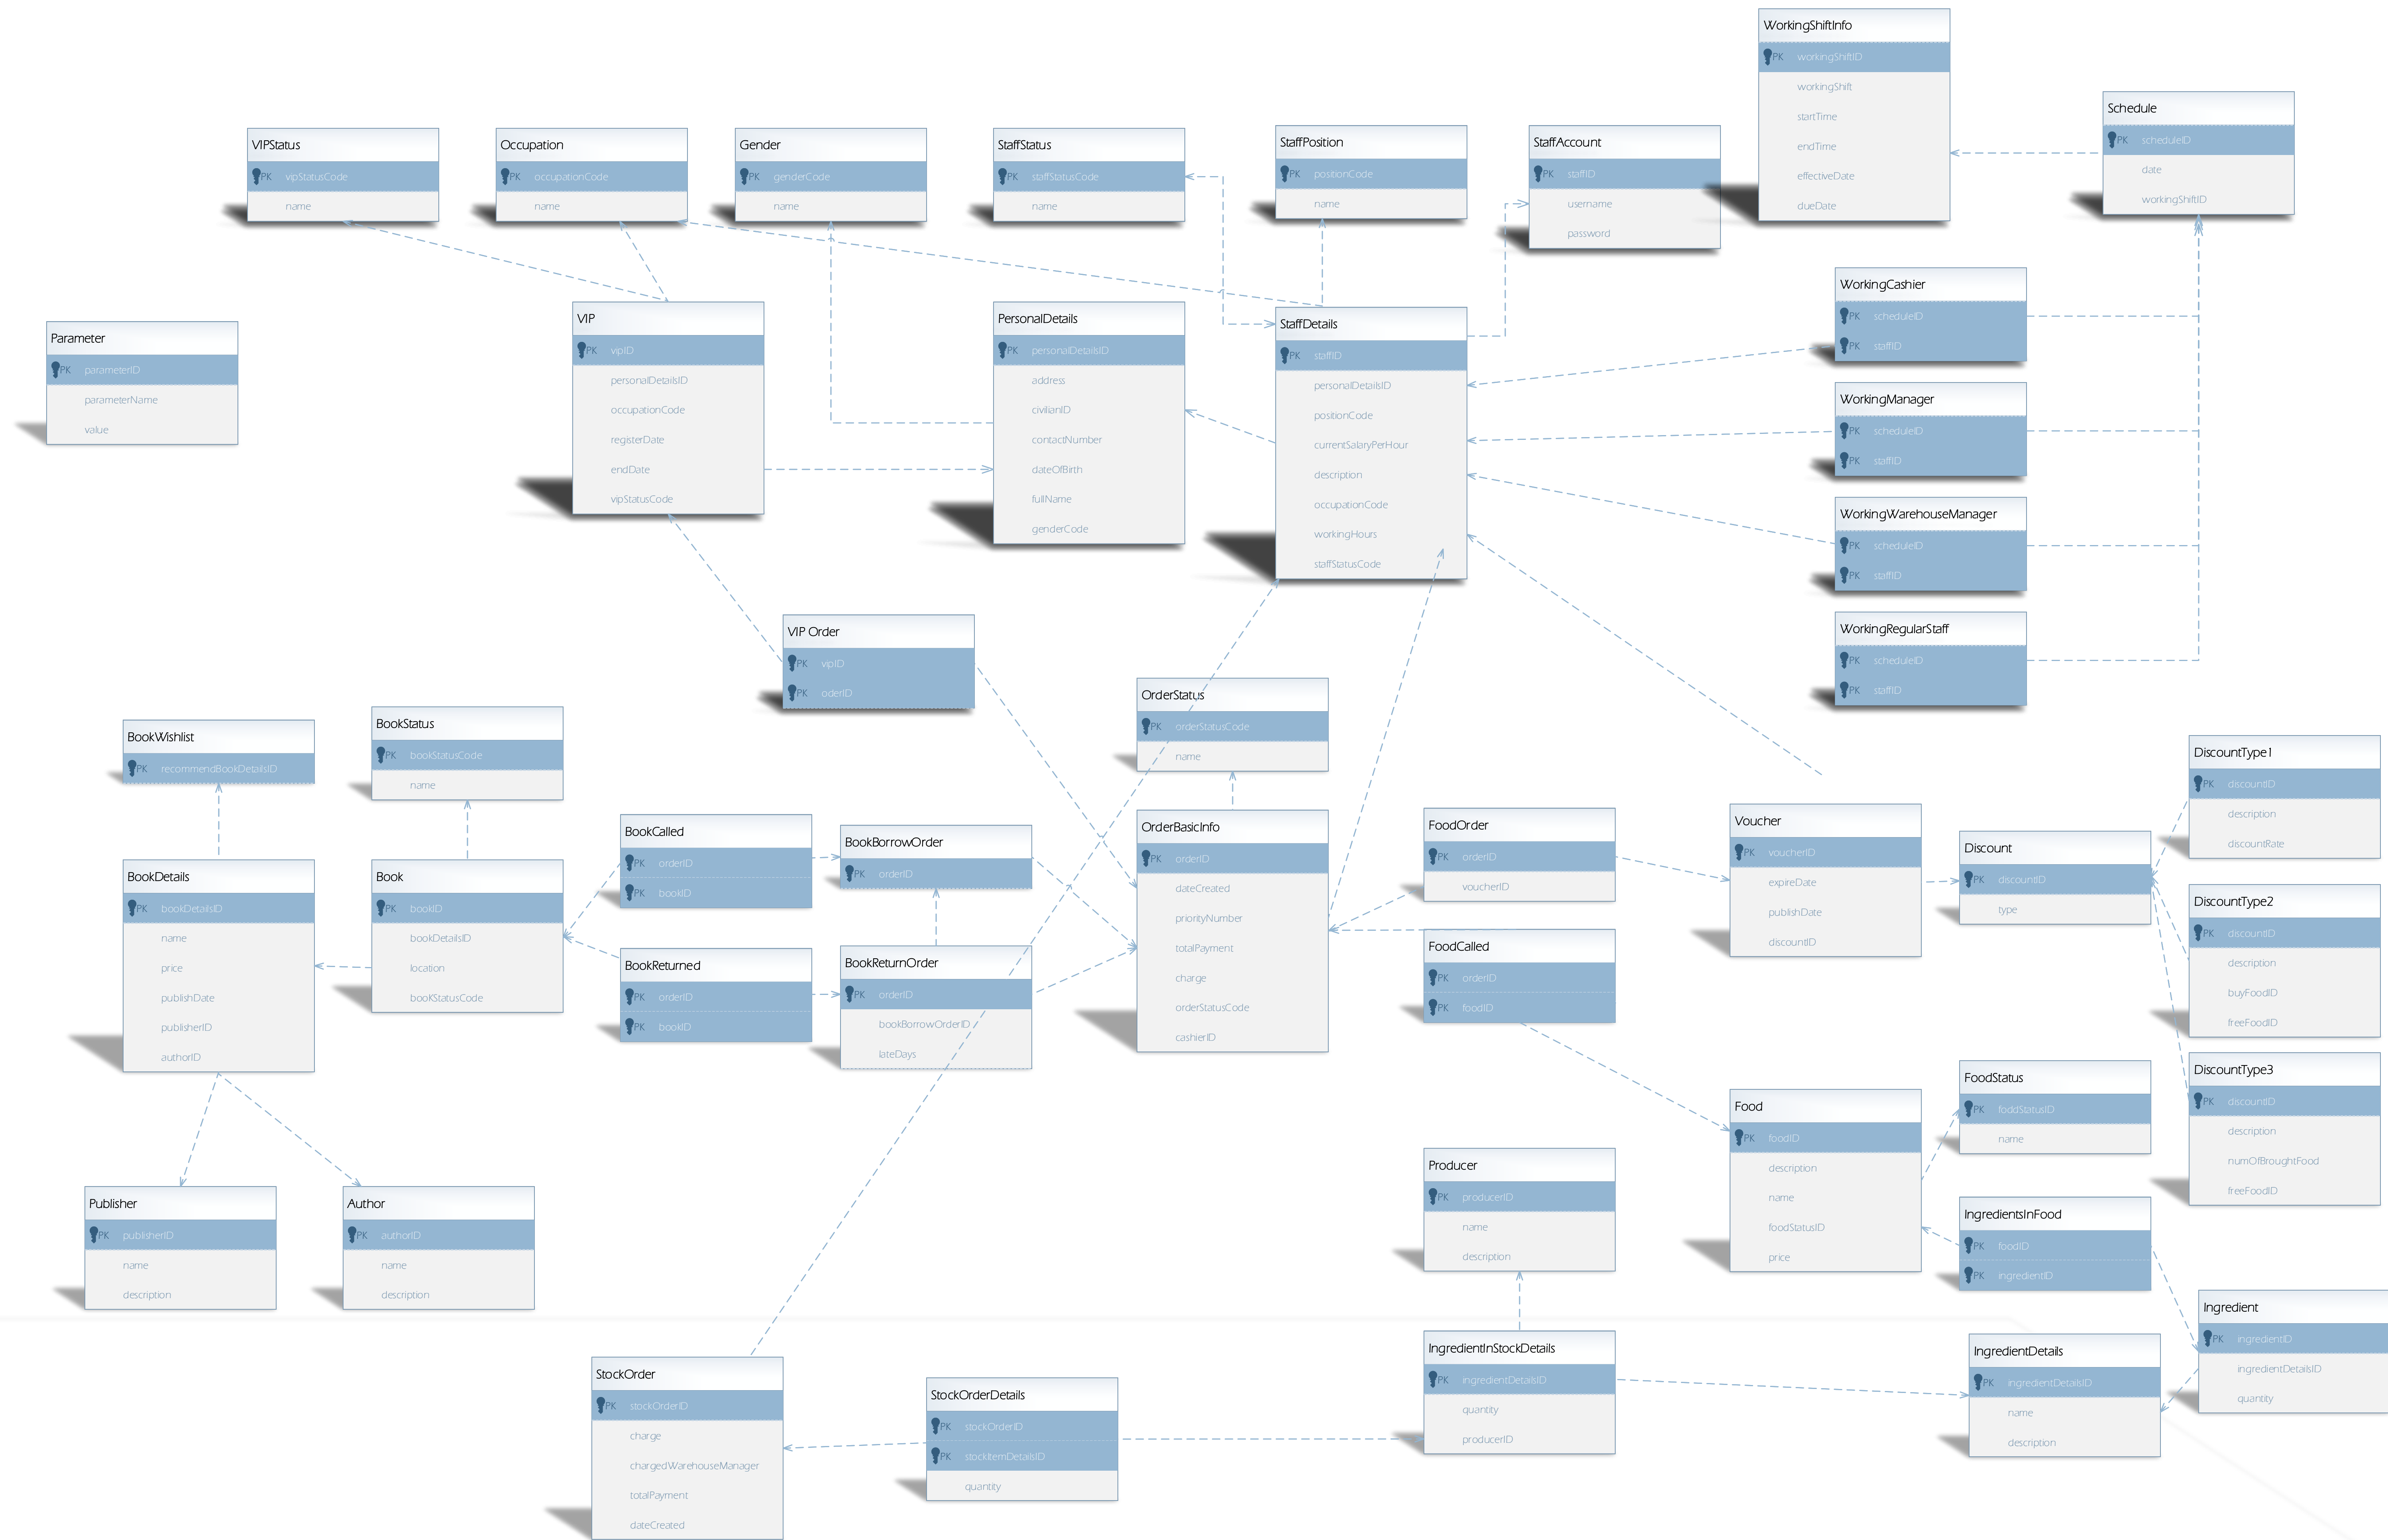 WorkingShiftInfo
PK workingShiftID
workingShift
startTime
endTime
effectiveDate
dueDate
Schedule
PK scheduleID
date
workingShiftID
VIPStatus
PK vipStatusCode
name
Occupation
PK occupationCode
name
Gender
PK genderCode
name
StaffStatus
PK staffStatusCode
name
StaffPosition
PK positionCode
name
StaffAccount
PK staffID
username
password
Parameter
PK parameterID
parameterName
value
VIP
PK vipID
personalDetailsID
occupationCode
registerDate
endDate
vipStatusCode
PersonalDetails
PK personalDetailsID
address
civilianID
contactNumber
dateOfBirth
fullName
genderCode
StaffDetails
PK staffID
personalDetailsID
positionCode
currentSalaryPerHour
description
occupationCode
workingHours
staffStatusCode
WorkingCashier
PK scheduleID
PK staffID
WorkingManager
PK scheduleID
PK staffID
WorkingWarehouseManager
PK scheduleID
PK staffID
WorkingRegularStaff
PK scheduleID
PK staffID
VIP Order
PK vipID
PK oderID
OrderStatus
PK orderStatusCode
name
BookWishlist
PK recommendBookDetailsID
BookStatus
PK bookStatusCode
name
BookDetails
PK bookDetailsID
name
price
publishDate
publisherID
authorID
Book
PK bookID
bookDetailsID
location
booKStatusCode
BookCalled
PK orderID
PK bookID
BookReturned
PK orderID
PK bookID
BookBorrowOrder
PK orderID
BookReturnOrder
PK orderID
bookBorrowOrderID
lateDays
OrderBasicInfo
PK orderID
dateCreated
priorityNumber
totalPayment
charge
orderStatusCode
cashierID
FoodOrder
PK orderID
voucherID
FoodCalled
PK orderID
PK foodID
Voucher
PK voucherID
expireDate
publishDate
discountID
Discount
PK discountID
type
DiscountType1
PK discountID
description
discountRate
DiscountType2
PK discountID
description
buyFoodID
freeFoodID
DiscountType3
PK discountID
description
numOfBroughtFood
freeFoodID
Food
PK foodID
description
name
foodStatusID
price
FoodStatus
PK foddStatusID
name
IngredientsInFood
PK foodID
PK ingredientID
Publisher
PK publisherID
name
description
Author
PK authorID
name
description
Producer
PK producerID
name
description
Ingredient
PK ingredientID
ingredientDetailsID
quantity
IngredientDetails
PK ingredientDetailsID
name
description
IngredientInStockDetails
PK ingredientDetailsID
quantity
producerID
StockOrder
PK stockOrderID
charge
chargedWarehouseManager
totalPayment
dateCreated
StockOrderDetails
PK stockOrderID
PK stockItemDetailsID
quantity